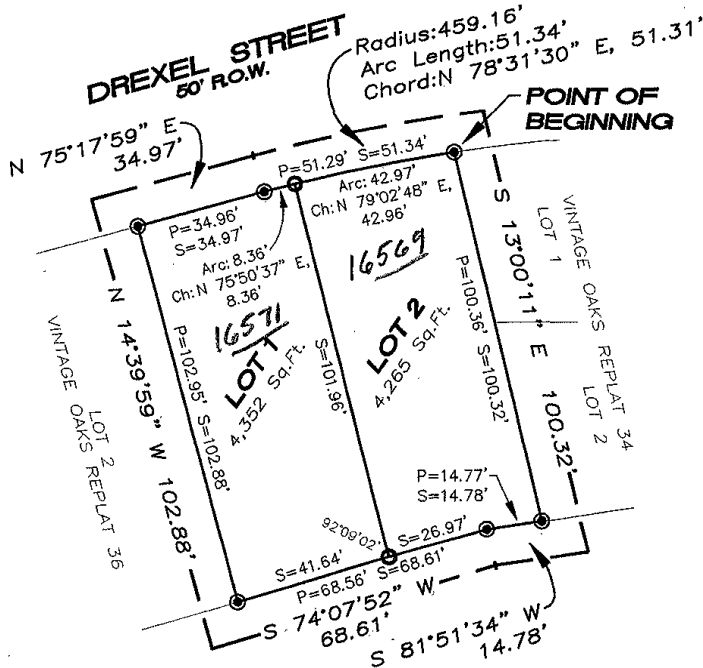 DREXEL STREET
50' R.O.W.
Radius:459.16'
Arc Length:51.34'
Chord:N 78°31'30" E, 51.31'
POINT OF
BEGINNING
N 75°17'59" E
34.97'
P=51.29' S=51.34'
P=34.96'
S=34.97'
Arc: 42.97'
Ch: N 79°02'48" E,
42.96'
Arc: 8.36'
Ch: N 75°50'37" E,
8.36'
16571
LOT 1
4,352 Sq.Ft.
16569
LOT 2
4,265 Sq.Ft.
S 13°00'11" E 100.32'
P=100.36' S=100.32'
VINTAGE OAKS REPLAT 34
LOT 1
LOT 2
N 14°39'59" W 102.88'
P=102.95' S=102.88'
LOT 2
VINTAGE OAKS REPLAT 36
S=101.96'
92°09'02"
P=14.77'
S=14.78'
S=26.97'
S=41.64'
P=68.56' S=68.61'
S 74°07'52" W
68.61'
S 81°51'34" W
14.78'